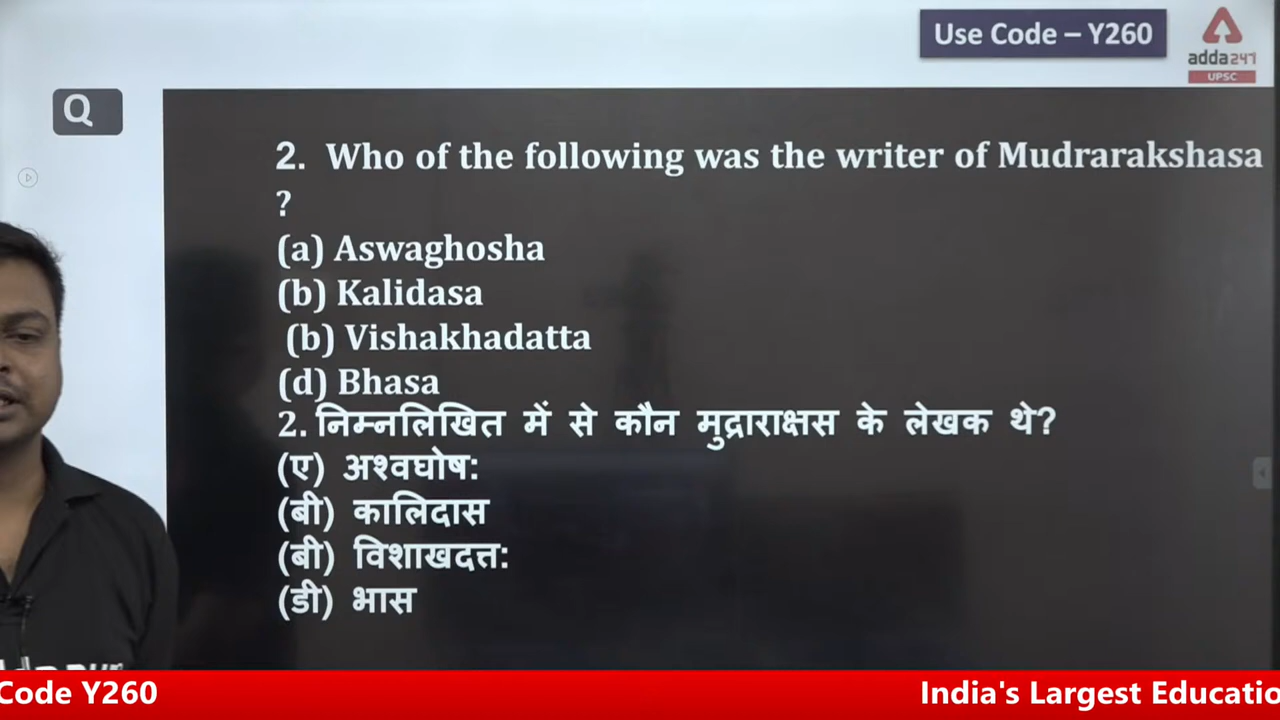 Use Code – Y260
adda247
UPSC
Q
2. Who of the following was the writer of Mudrarakshasa
?
(a) Aswaghosha
(b) Kalidasa
(b) Vishakhadatta
(d) Bhasa
2. निम्नलिखित में से कौन मुद्राराक्षस के लेखक थे?
(ए) अश्वघोष:
(बी) कालिदास
(बी) विशाखदत्त:
(डी) भास
Code Y260
India's Largest Educatio